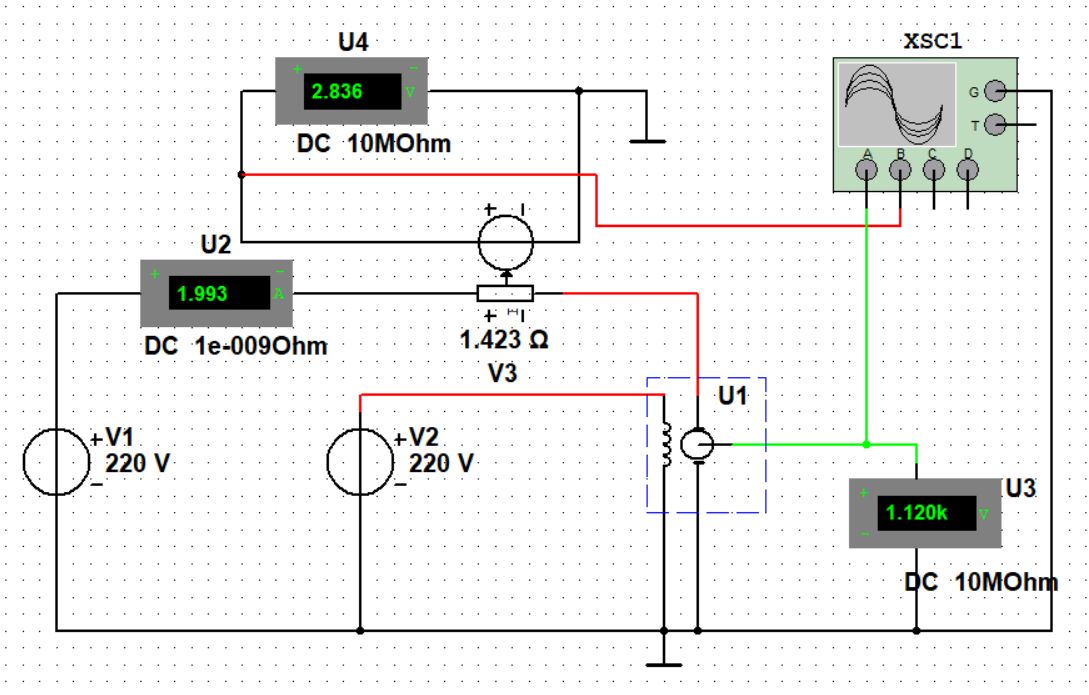 U4
XSC1
+ −
2.836 V
G
T
DC 10MOhm
A B C D
+ −
U2
+ −
1.993 A
+ −
DC 1e-009Ohm
1.423 Ω
V3
U1
+ V1
220 V
−
+ V2
220 V
−
U3
+
1.120k V
−
DC 10MOhm